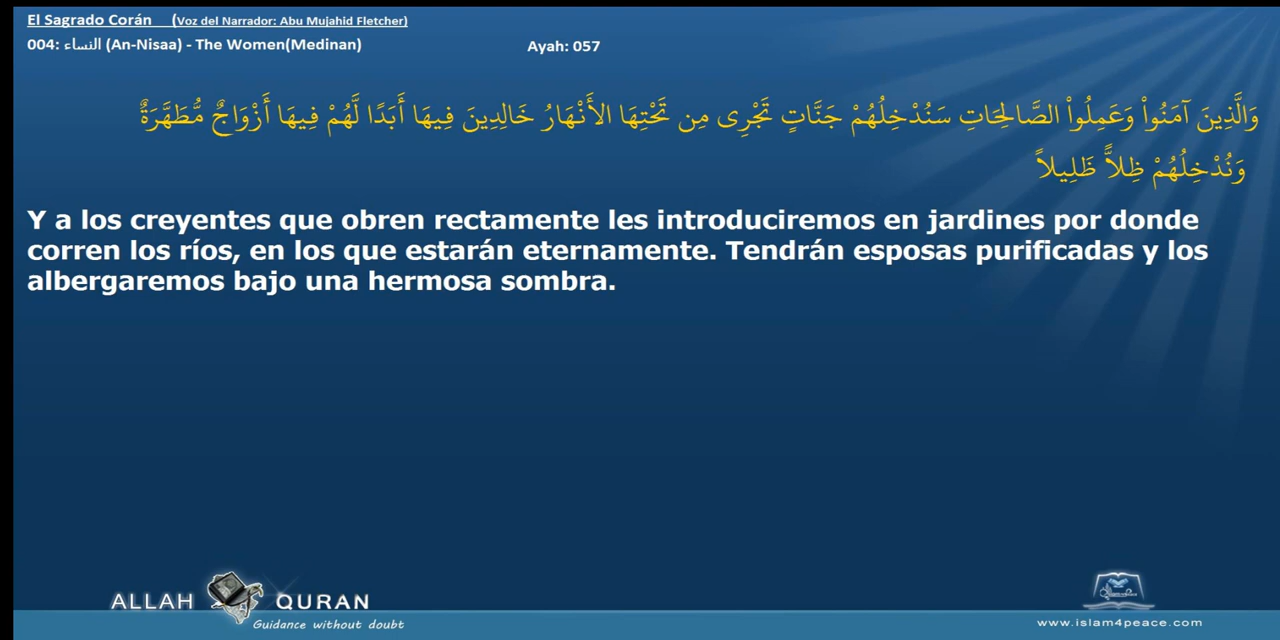 El Sagrado Corán (Voz del Narrador: Abu Mujahid Fletcher)
004: النساء (An-Nisaa) - The Women(Medinan) Ayah: 057
وَالَّذِينَ آمَنُواْ وَعَمِلُواْ الصَّالِحَاتِ سَنُدْخِلُهُمْ جَنَّاتٍ تَجْرِى مِن تَحْتِهَا الأَنْهَارُ خَالِدِينَ فِيهَا أَبَدًا لَّهُمْ فِيهَا أَزْوَاجٌ مُّطَهَّرَةٌ
وَنُدْخِلُهُمْ ظِلاًّ ظَلِيلاً
Y a los creyentes que obren rectamente les introduciremos en jardines por donde
corren los ríos, en los que estarán eternamente. Tendrán esposas purificadas y los
albergaremos bajo una hermosa sombra.
ALLAH QURAN
Guidance without doubt
www.islam4peace.com